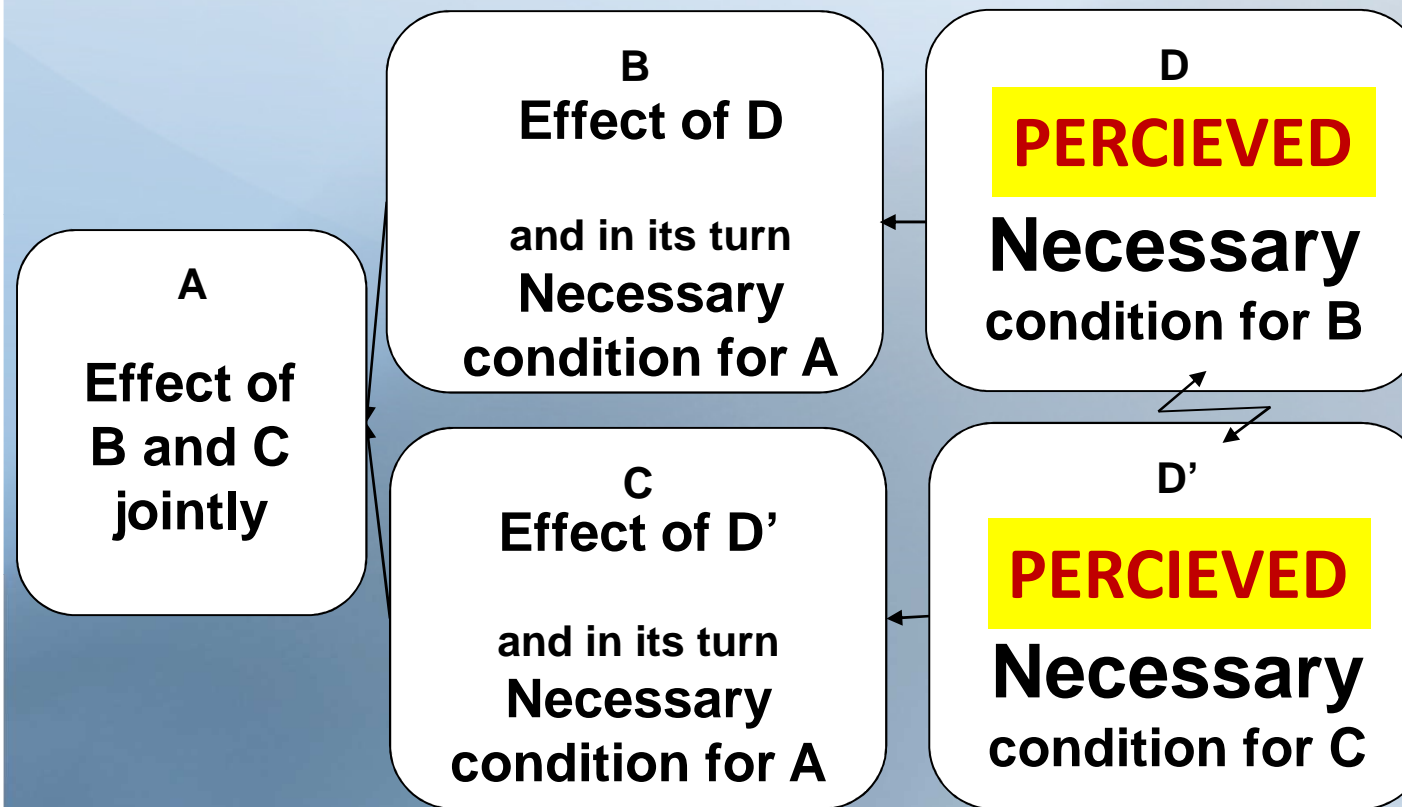 A
Effect of
B and C
jointly
B
Effect of D
and in its turn
Necessary
condition for A
C
Effect of D’
and in its turn
Necessary
condition for A
D
PERCIEVED
Necessary
condition for B
D’
PERCIEVED
Necessary
condition for C